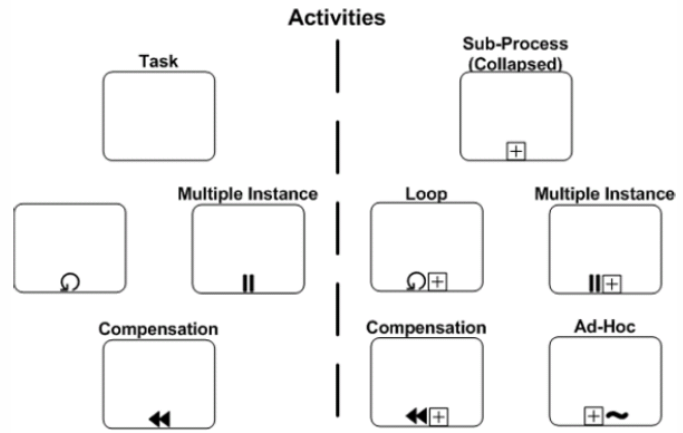 Activities
Task
Sub-Process
(Collapsed)
Multiple Instance
Loop
Multiple Instance
Compensation
Compensation
Ad-Hoc